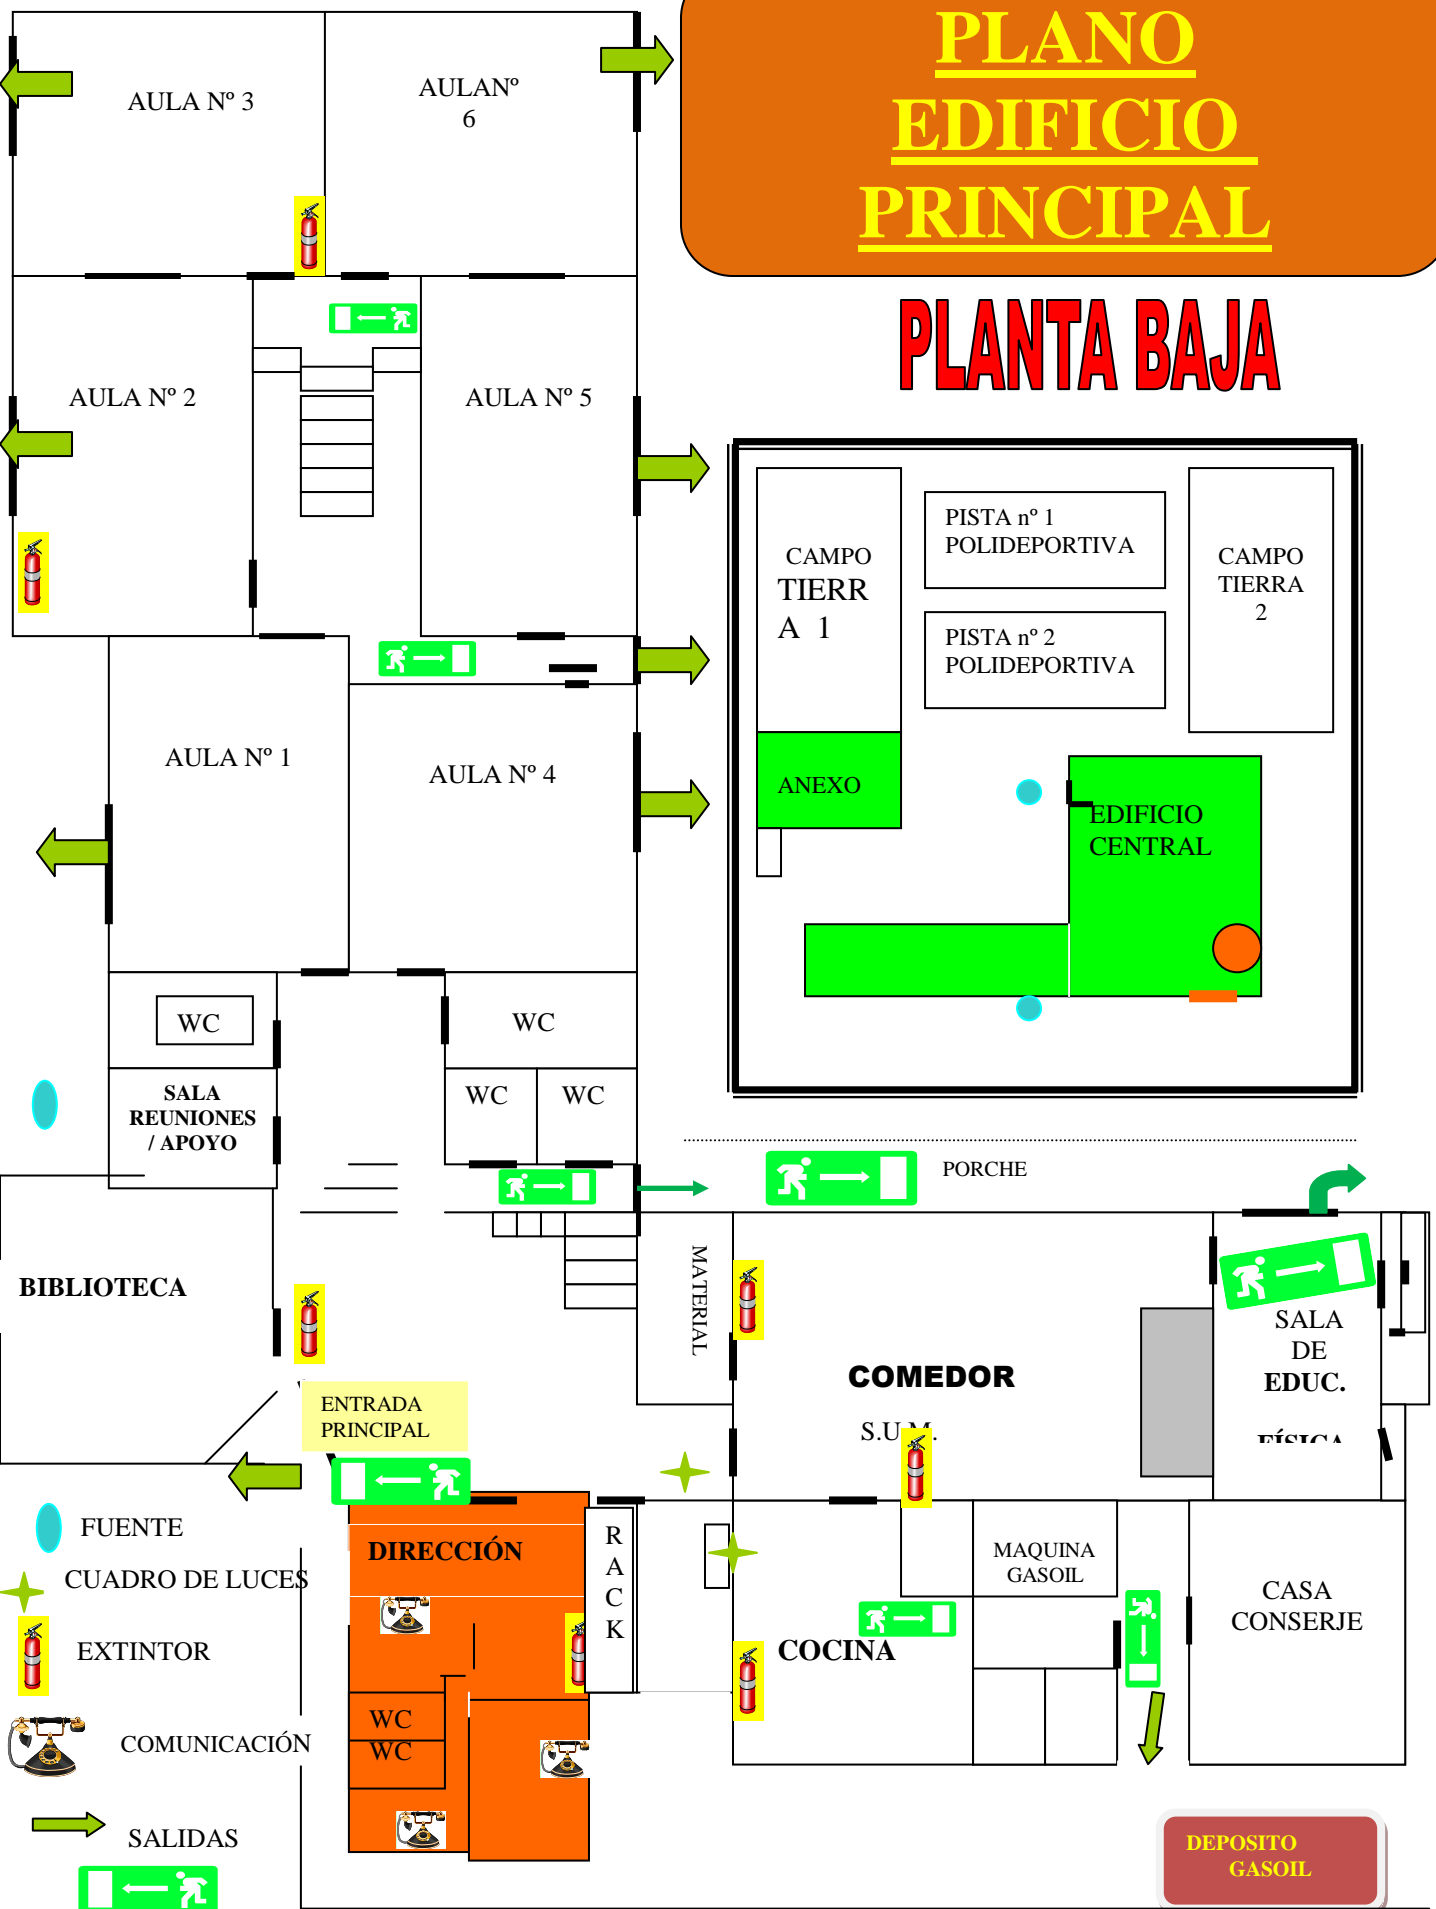 PLANO
EDIFICIO
PRINCIPAL
PLANTA BAJA
AULA Nº 3
AULANº
6
AULA Nº 2
AULA Nº 5
AULA Nº 1
AULA Nº 4
CAMPO
TIERR
A 1
PISTA nº 1
POLIDEPORTIVA
PISTA nº 2
POLIDEPORTIVA
CAMPO
TIERRA
2
ANEXO
EDIFICIO
CENTRAL
WC
WC
WC
WC
SALA
REUNIONES
/ APOYO
PORCHE
BIBLIOTECA
MATERIAL
COMEDOR
S.U.M.
SALA
DE
EDUC.
FÍSICA
ENTRADA
PRINCIPAL
DIRECCIÓN
R
A
C
K
MAQUINA
GASOIL
CASA
CONSERJE
COCINA
WC
WC
FUENTE
CUADRO DE LUCES
EXTINTOR
COMUNICACIÓN
SALIDAS
DEPOSITO
GASOIL